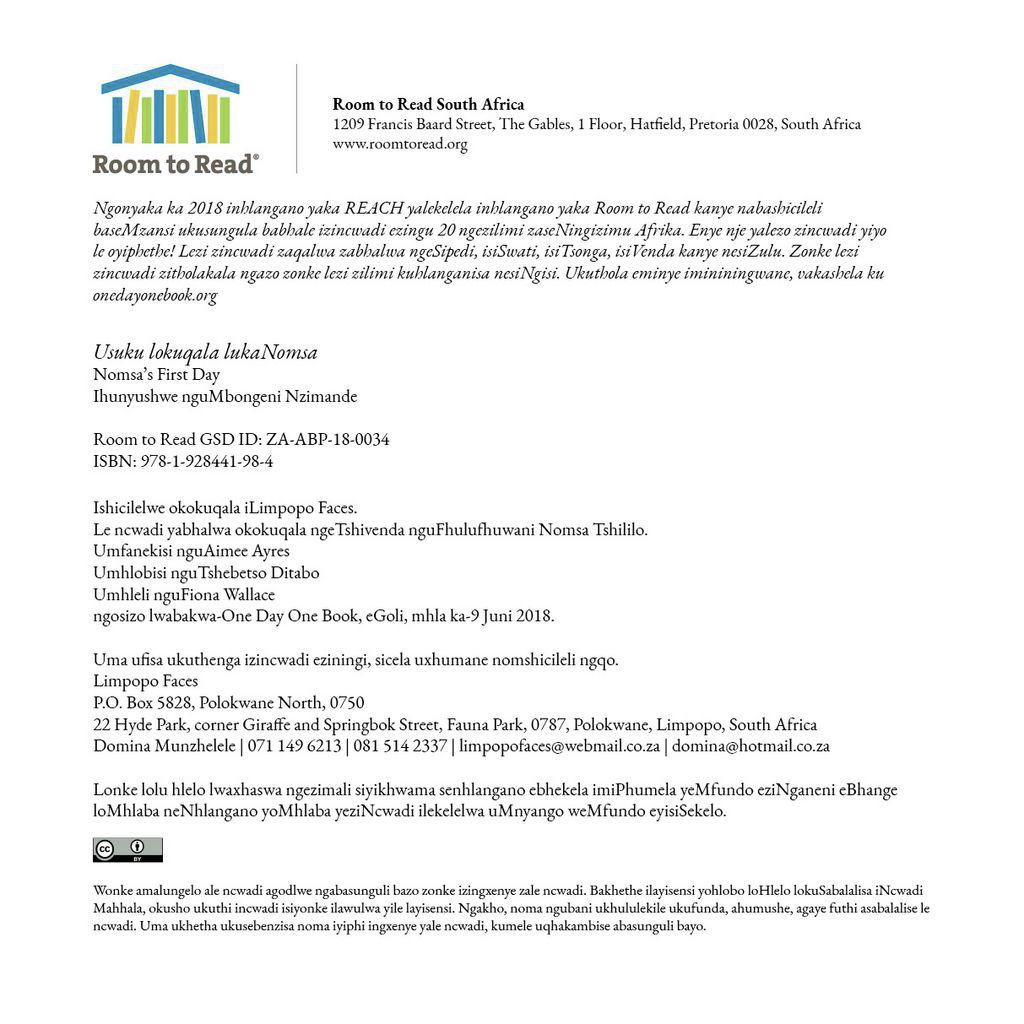 Room to Read®
Room to Read South Africa
1209 Francis Baard Street, The Gables, 1 Floor, Hatfield, Pretoria 0028, South Africa
www.roomtoread.org
Ngonyaka ka 2018 inhlangano yaka REACH yalekelela inhlangano yaka Room to Read kanye nabashicileli
baseMzansi ukusungula babhale izincwadi ezingu 20 ngezilimi zaseNingizimu Afrika. Enye nje yalezo zincwadi yiyo
le oyiphethe! Lezi zincwadi zaqalwa zabhalwa ngeSipedi, isiSwati, isiTsonga, isiVenda kanye nesiZulu. Zonke lezi
zincwadi zitholakala ngazo zonke lezi zilimi kuhlanganisa nesiNgisi. Ukuthola eminye imininingwane, vakashela ku
onedayonebook.org
Usuku lokuqala lukaNomsa
Nomsa's First Day
Ihunyushwe nguMbongeni Nzimande
Room to Read GSD ID: ZA-ABP-18-0034
ISBN: 978-1-928441-98-4
Ishicilelwe okokuqala iLimpopo Faces.
Le ncwadi yabhalwa okokuqala ngeTshivenda nguFhulufhuwani Nomsa Tshililo.
Umfanekisi nguAimee Ayres
Umhlobisi nguTshebetso Ditabo
Umhleli nguFiona Wallace
ngosizo lwabakwa-One Day One Book, eGoli, mhla ka-9 Juni 2018.
Uma ufisa ukuthenga izincwadi eziningi, sicela uxhumane nomshicileli ngqo.
Limpopo Faces
P.O. Box 5828, Polokwane North, 0750
22 Hyde Park, corner Giraffe and Springbok Street, Fauna Park, 0787, Polokwane, Limpopo, South Africa
Domina Munzhelele | 071 149 6213 | 081 514 2337 | limpopofaces@webmail.co.za | domina@hotmail.co.za
Lonke lolu hlelo lwaxhaswa ngezimali siyikhwama senhlangano ebhekela imiPhumela yeMfundo eziNganeni eBhange
loMhlaba neNhlangano yoMhlaba yeziNcwadi ilekelelwa uMnyango weMfundo eyisiSekelo.
cc BY
Wonke amalungelo ale ncwadi agodlwe ngabasunguli bazo zonke izingxenye zale ncwadi. Bakhethe ilayisensi yohlobo loHlelo lokuSabalalisa iNcwadi
Mahhala, okusho ukuthi incwadi isiyonke ilawulwa yile layisensi. Ngakho, noma ngubani ukhululekile ukufunda, ahumushe, agaye futhi asabalalise le
ncwadi. Uma ukhetha ukusebenzisa noma iyiphi ingxenye yale ncwadi, kumele uqhakambise abasunguli bayo.